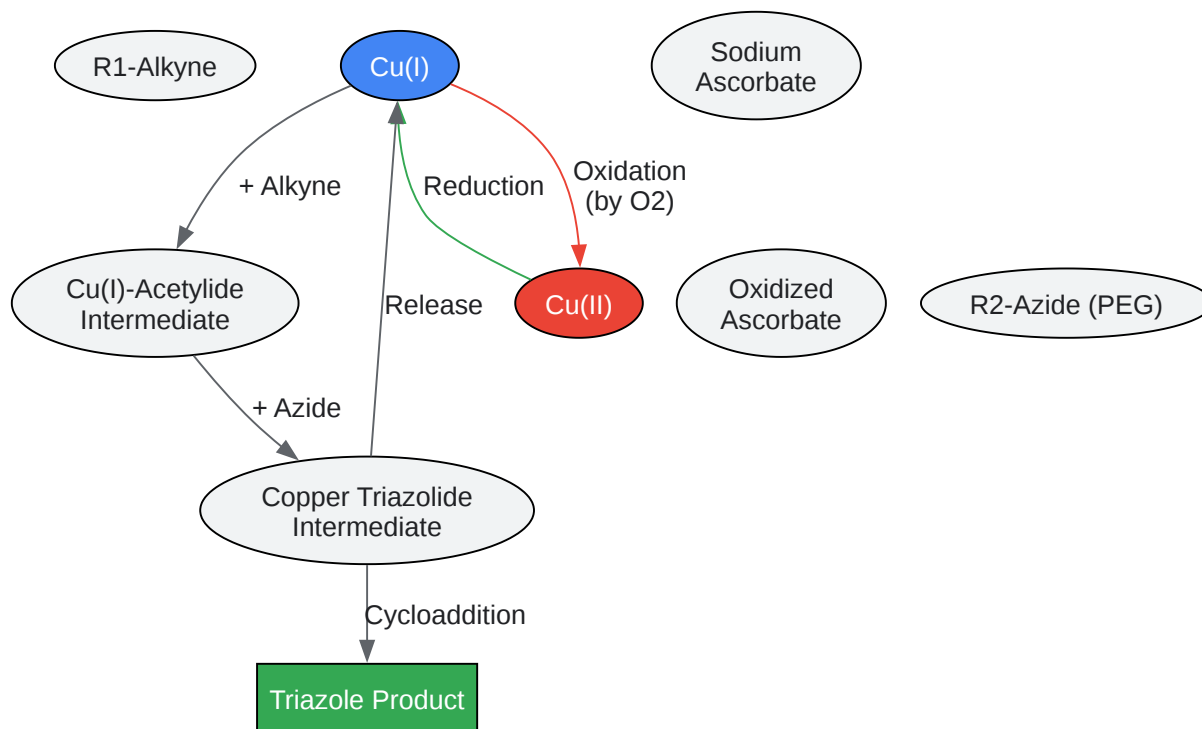 R1-Alkyne
Cu(I)
Sodium
Ascorbate
+ Alkyne
Reduction
Oxidation
(by O2)
Cu(I)-Acetylide
Intermediate
Release
Cu(II)
Oxidized
Ascorbate
R2-Azide (PEG)
+ Azide
Copper Triazolide
Intermediate
Cycloaddition
Triazole Product